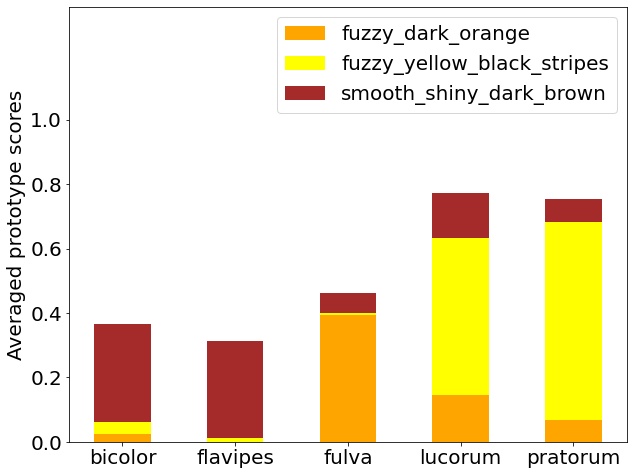 fuzzy_dark_orange
fuzzy_yellow_black_stripes
smooth_shiny_dark_brown
Averaged prototype scores
1.0
0.8
0.6
0.4
0.2
0.0
bicolor flavipes fulva lucorum pratorum